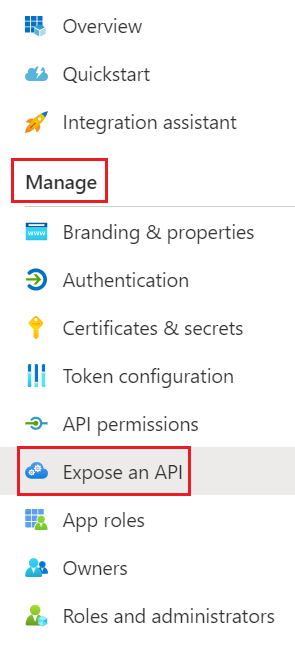 Overview
Quickstart
Integration assistant
Manage
www
Branding & properties
Authentication
Certificates & secrets
Token configuration
API permissions
Expose an API
App roles
Owners
Roles and administrators